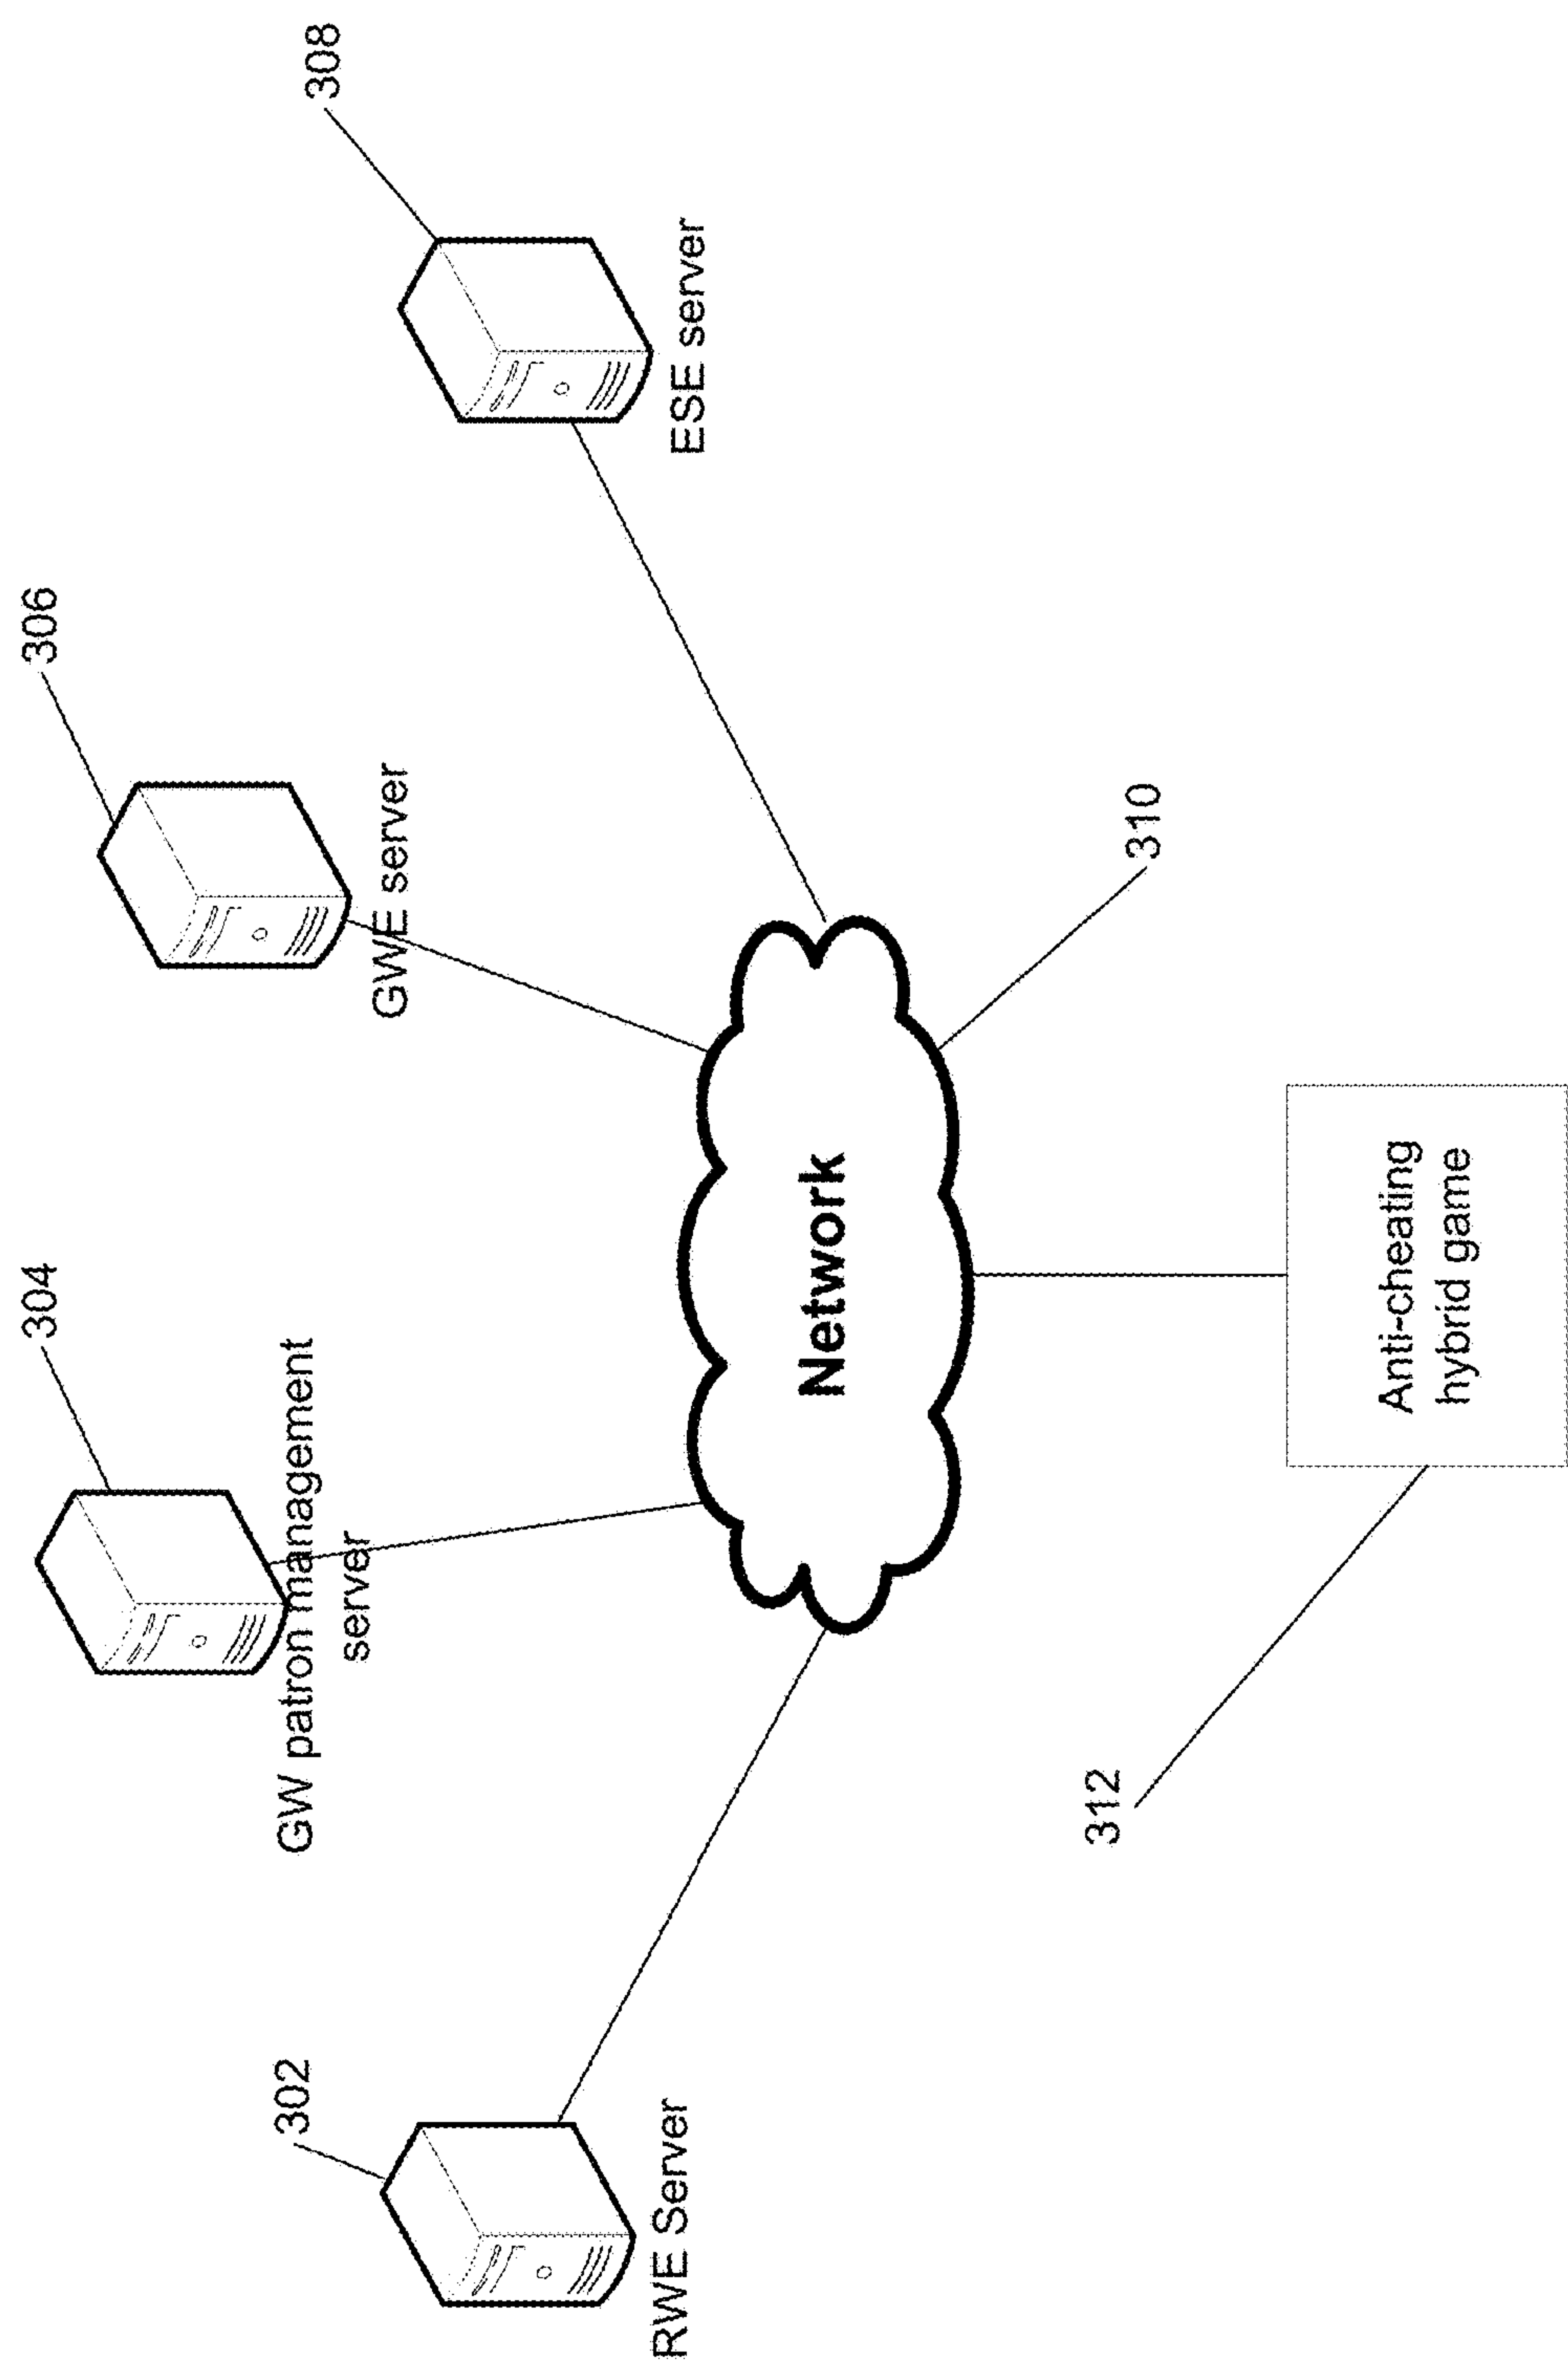 302
RWE Server
304
GW patron management
server
306
GWE server
308
ESE server
Network
310
312
Anti-cheating
hybrid game